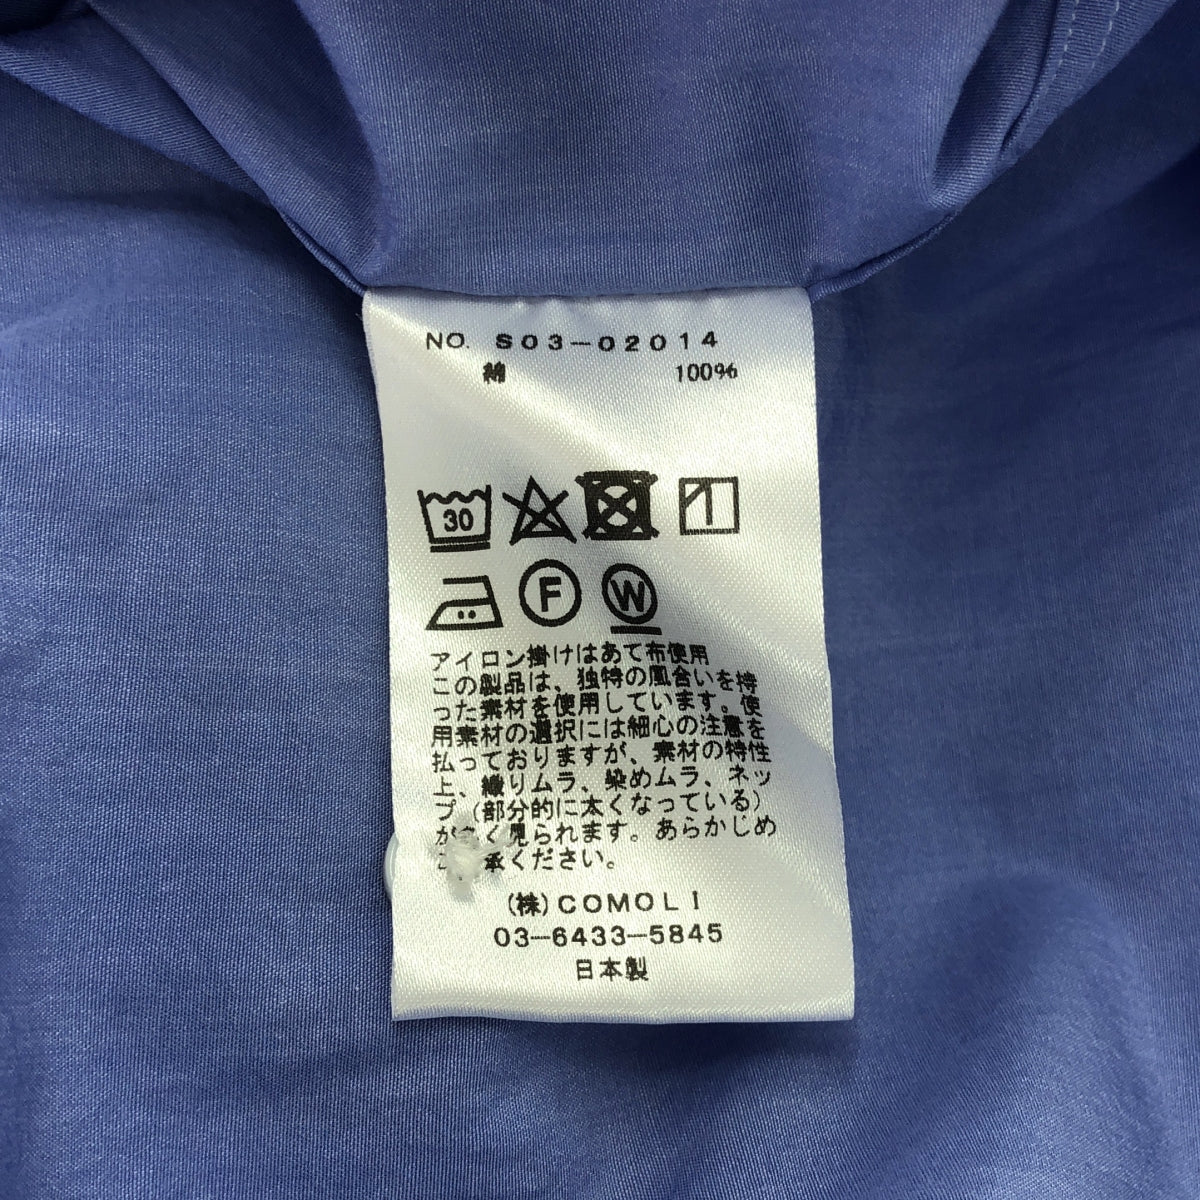 NO. S03-02014
綿 100%
30
F W
アイロン掛けはあて布使用
この製品は、独特の風合いを持
った素材を使用しています。使
用素材の選択には細心の注意を
払っておりますが、素材の特性
上、織りムラ、染めムラ、ネッ
プ（部分的に太くなっている）
が多く見られます。あらかじめ
承ください。
(株)COMOLI
03-6433-5845
日本製